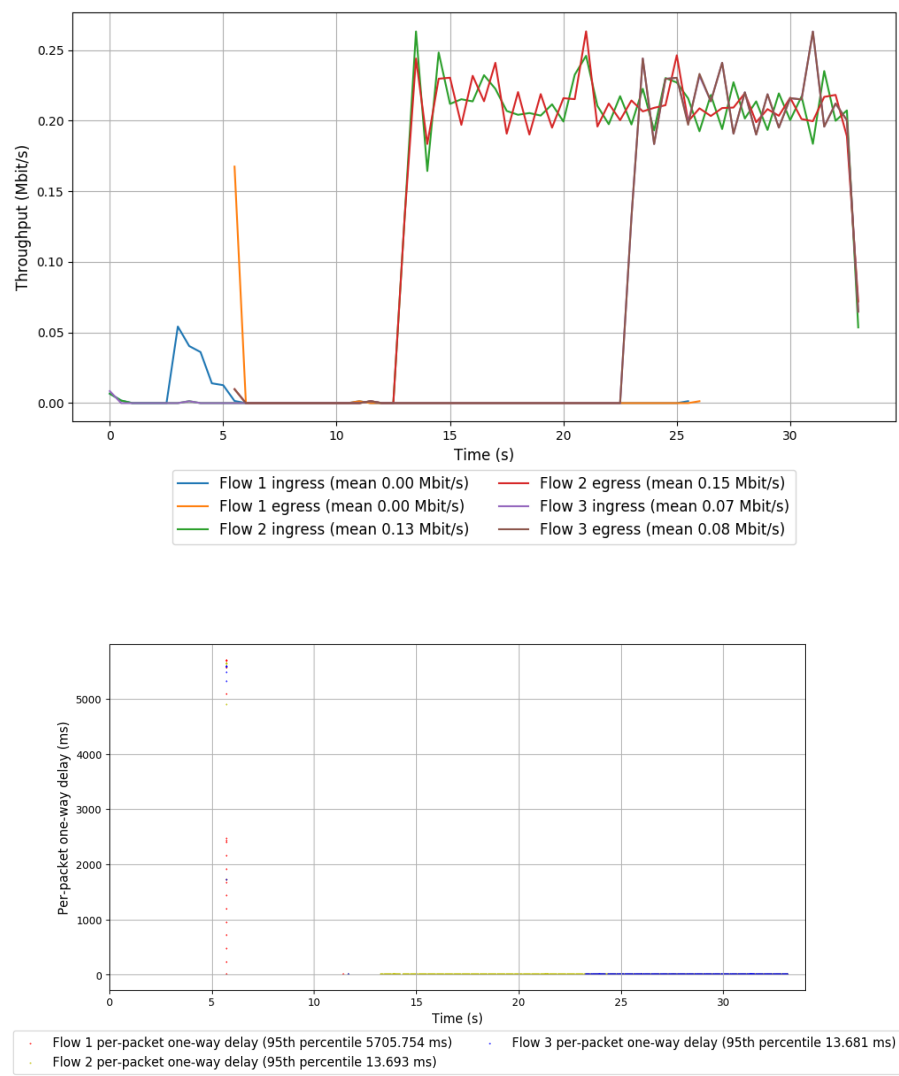 0.25
0.20
0.15
0.10
0.05
0.00
Throughput (Mbit/s)
0 5 10 15 20 25 30
Time (s)
Flow 1 ingress (mean 0.00 Mbit/s) Flow 2 egress (mean 0.15 Mbit/s)
Flow 1 egress (mean 0.00 Mbit/s) Flow 3 ingress (mean 0.07 Mbit/s)
Flow 2 ingress (mean 0.13 Mbit/s) Flow 3 egress (mean 0.08 Mbit/s)
5000
4000
3000
2000
1000
0
Per-packet one-way delay (ms)
0 5 10 15 20 25 30
Time (s)
Flow 1 per-packet one-way delay (95th percentile 5705.754 ms) Flow 3 per-packet one-way delay (95th percentile 13.681 ms)
Flow 2 per-packet one-way delay (95th percentile 13.693 ms)